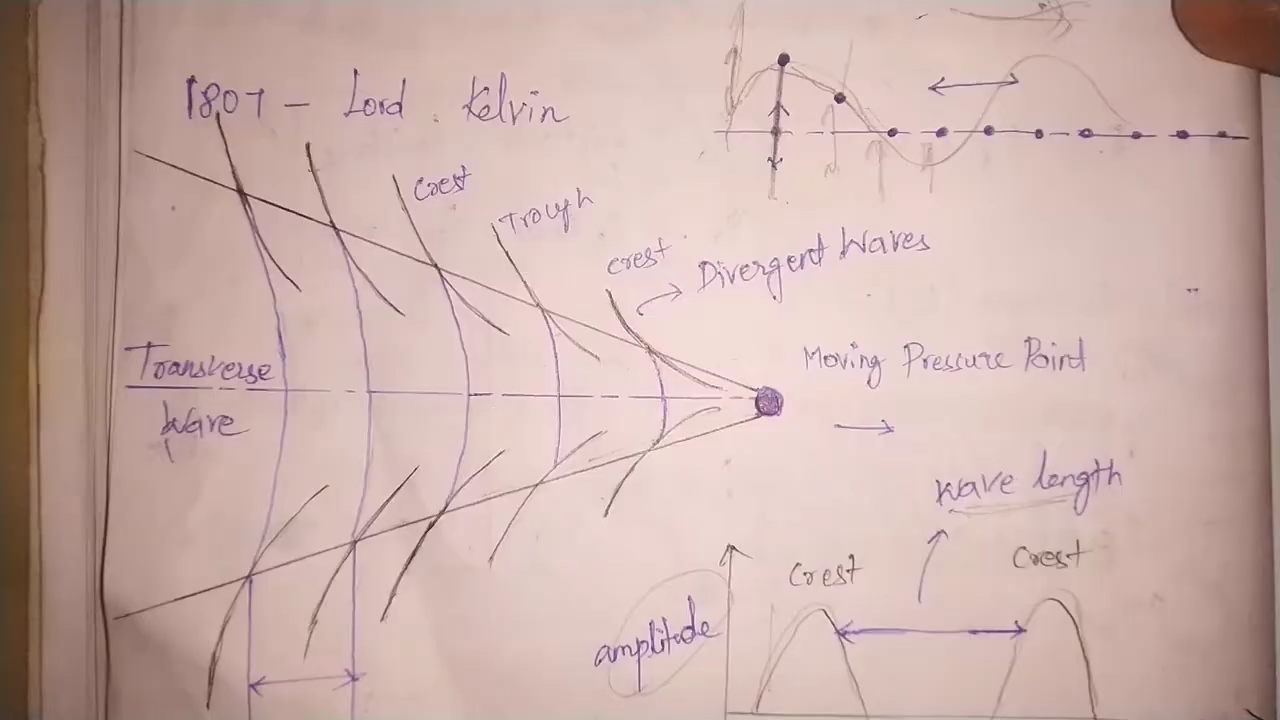 1807 - Lord. Kelvin
Crest
Trough
crest
Divergent Waves
Transverse
Wave
Moving Pressure Point
wave length
Crest
Crest
amplitude